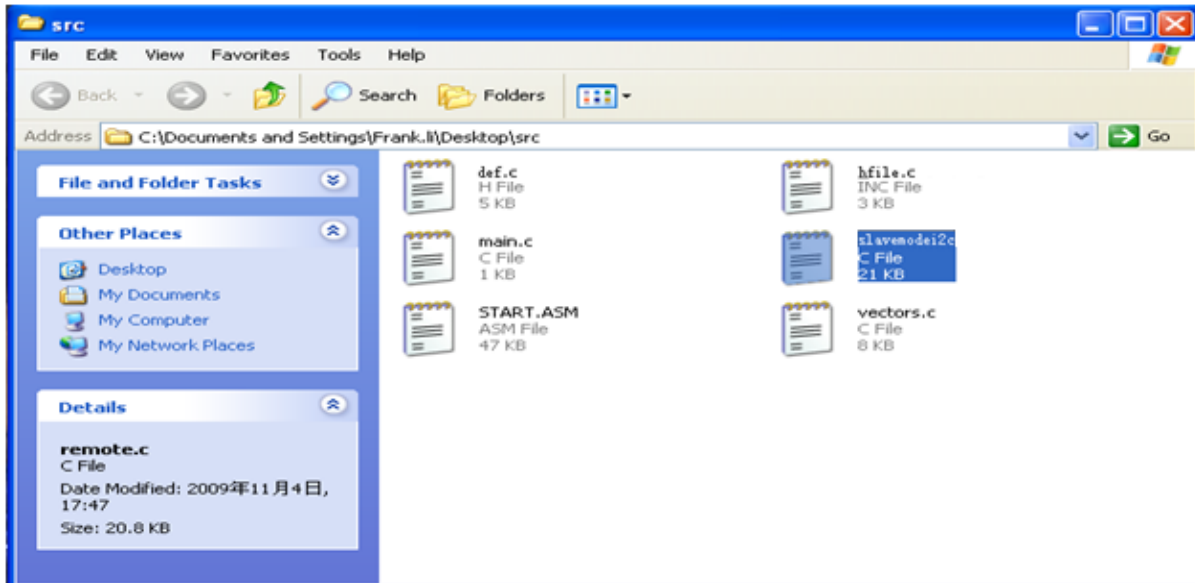 src
File Edit View Favorites Tools Help
Back Search Folders
Address C:\Documents and Settings\Frank.li\Desktop\src Go
File and Folder Tasks
Other Places
Desktop
My Documents
My Computer
My Network Places
Details
remote.c
C File
Date Modified: 2009年11月4日,
17:47
Size: 20.8 KB
def.c
H File
5 KB
hfile.c
INC File
3 KB
main.c
C File
1 KB
slavemodei2c
C File
21 KB
START.ASM
ASM File
47 KB
vectors.c
C File
8 KB